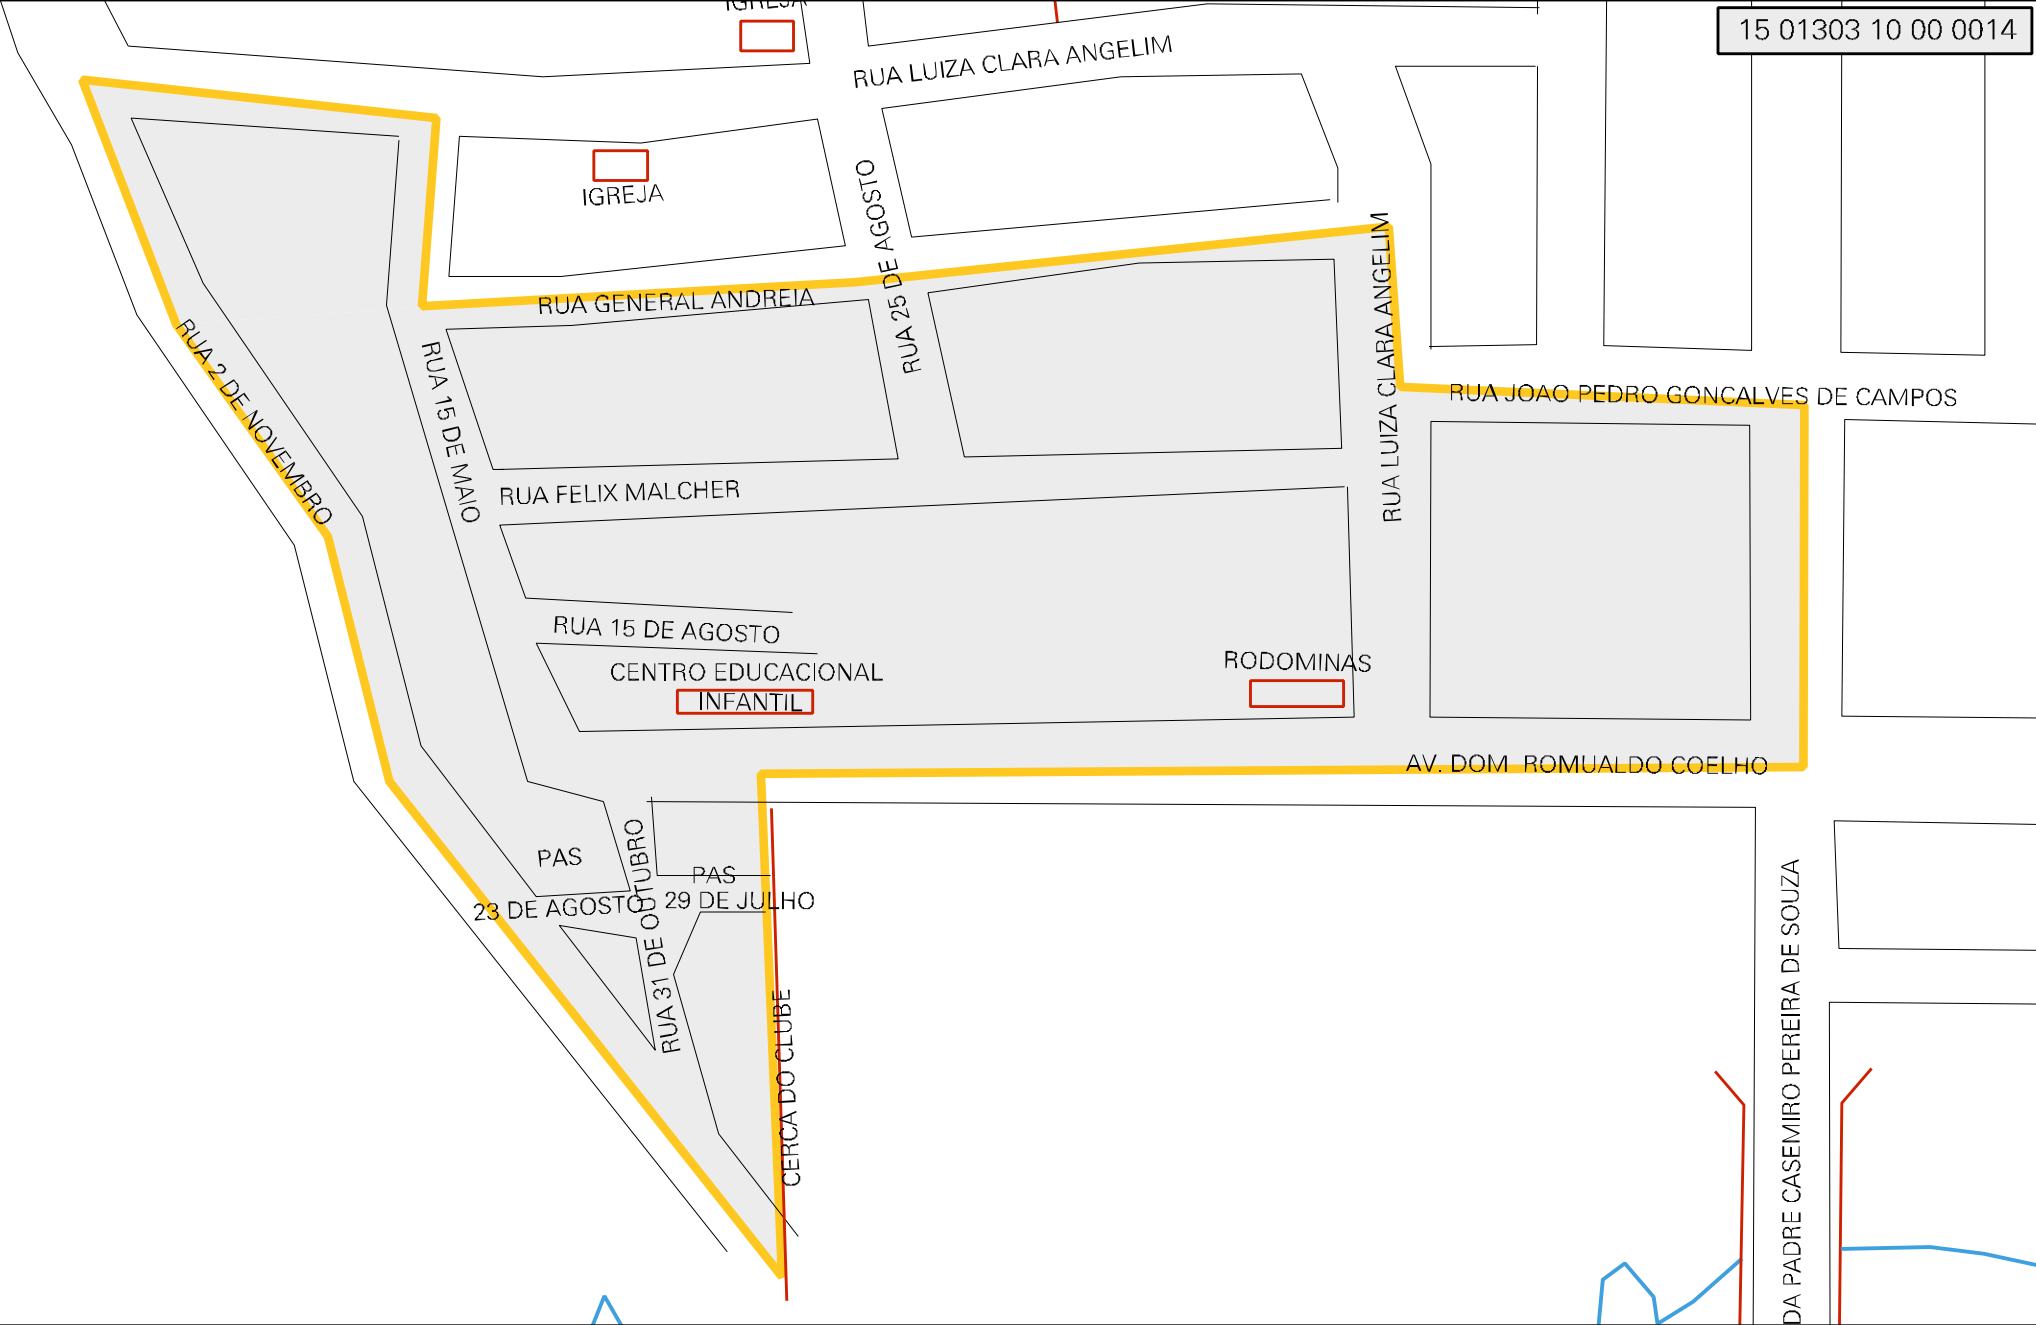 IGREJA
15 01303 10 00 0014
RUA LUIZA CLARA ANGELIM
IGREJA
RUA 25 DE AGOSTO
RUA GENERAL ANDREIA
RUA LUIZA CLARA ANGELIM
RUA 2 DE NOVEMBRO
RUA 15 DE MAIO
RUA JOAO PEDRO GONCALVES DE CAMPOS
RUA FELIX MALCHER
RUA 15 DE AGOSTO
CENTRO EDUCACIONAL
INFANTIL
RODOMINAS
AV. DOM ROMUALDO COELHO
PAS
23 DE AGOSTO
RUA 31 DE OUTUBRO
PAS
29 DE JULHO
CERCA DO CLUBE
DA PADRE CASEMIRO PEREIRA DE SOUZA